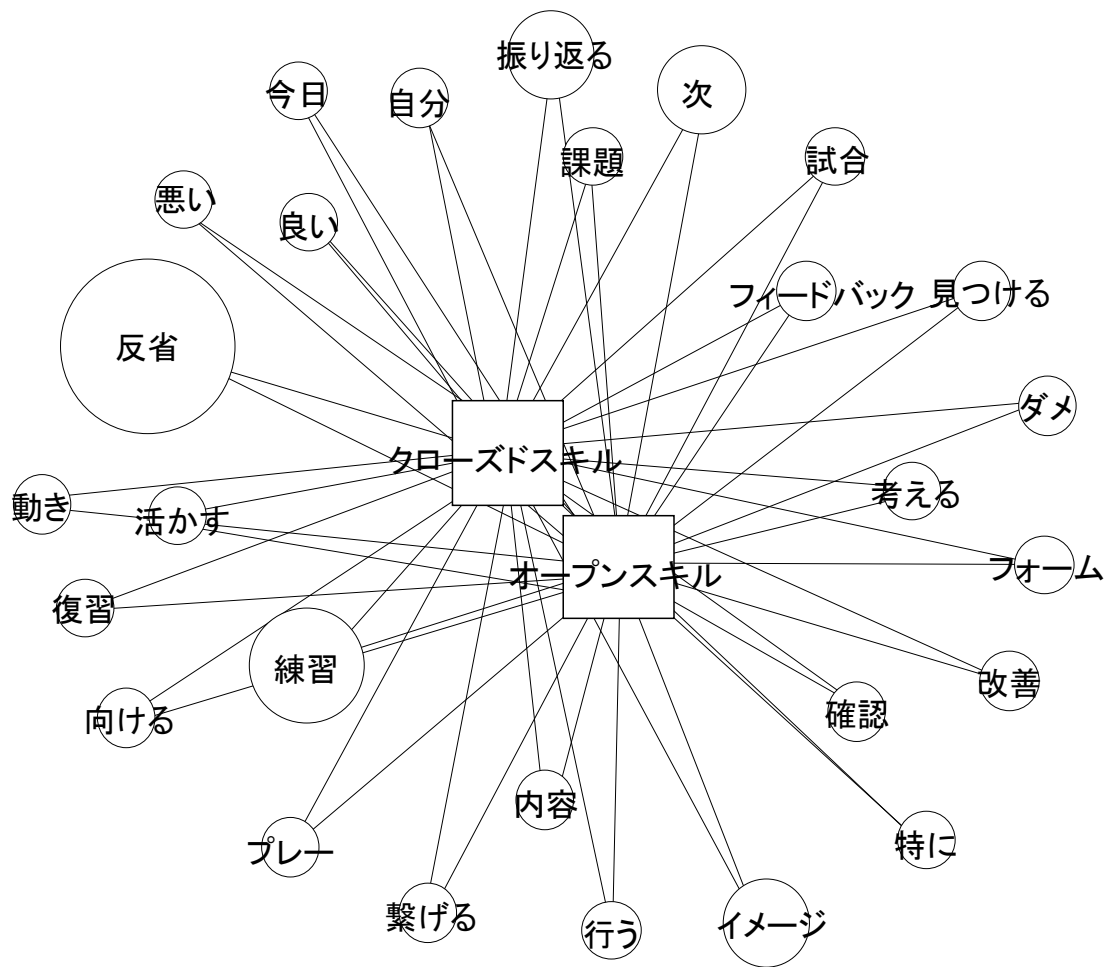 振り返る
今日
自分
次
課題
試合
悪い
良い
フィードバック
見つける
反省
ダメ
クローズドスキル
考える
動き
活かす
オープンスキル
フォーム
復習
練習
改善
向ける
確認
内容
プレー
特に
繋げる
行う
イメージ